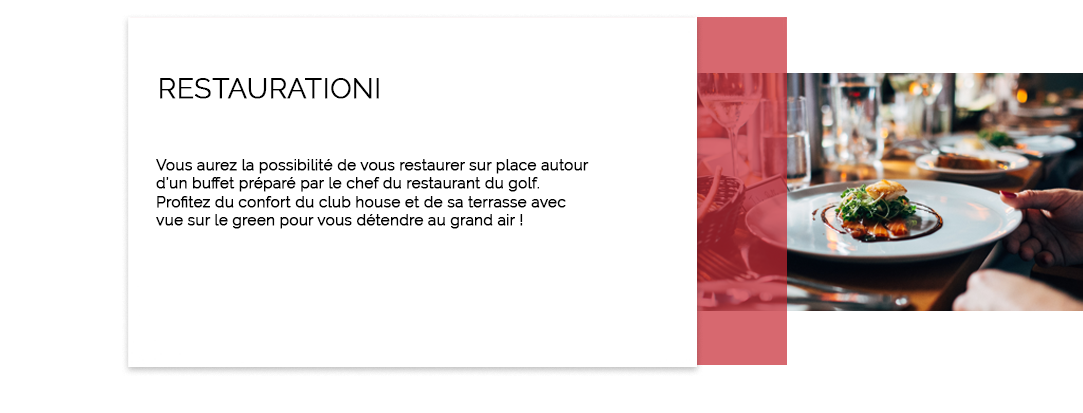 RESTAURATIONI
Vous aurez la possibilité de vous restaurer sur place autour
d'un buffet préparé par le chef du restaurant du golf.
Profitez du confort du club house et de sa terrasse avec
vue sur le green pour vous détendre au grand air !